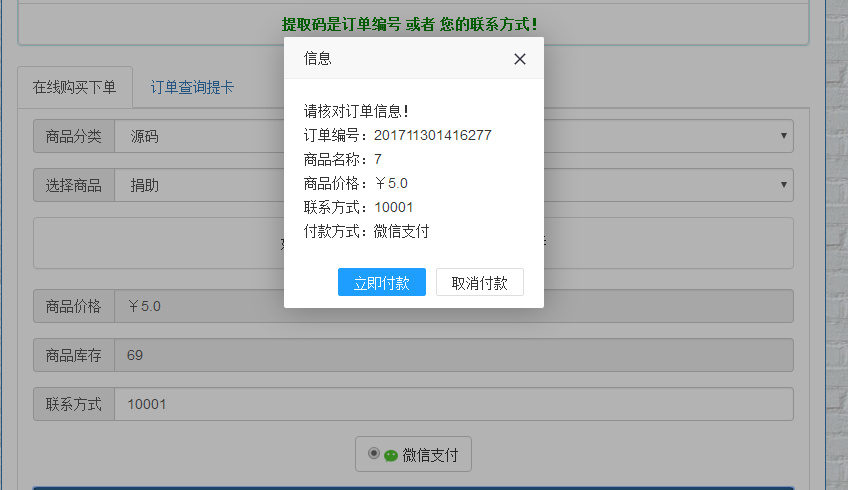 提取码是订单编号 或者 您的联系方式!
信息
在线购买下单 订单查询提卡
请核对订单信息!
订单编号:201711301416277
商品名称:7
商品价格:¥5.0
联系方式:10001
付款方式:微信支付
立即付款 取消付款
商品分类 源码
选择商品 捐助
商品价格 ¥5.0
商品库存 69
联系方式 10001
微信支付